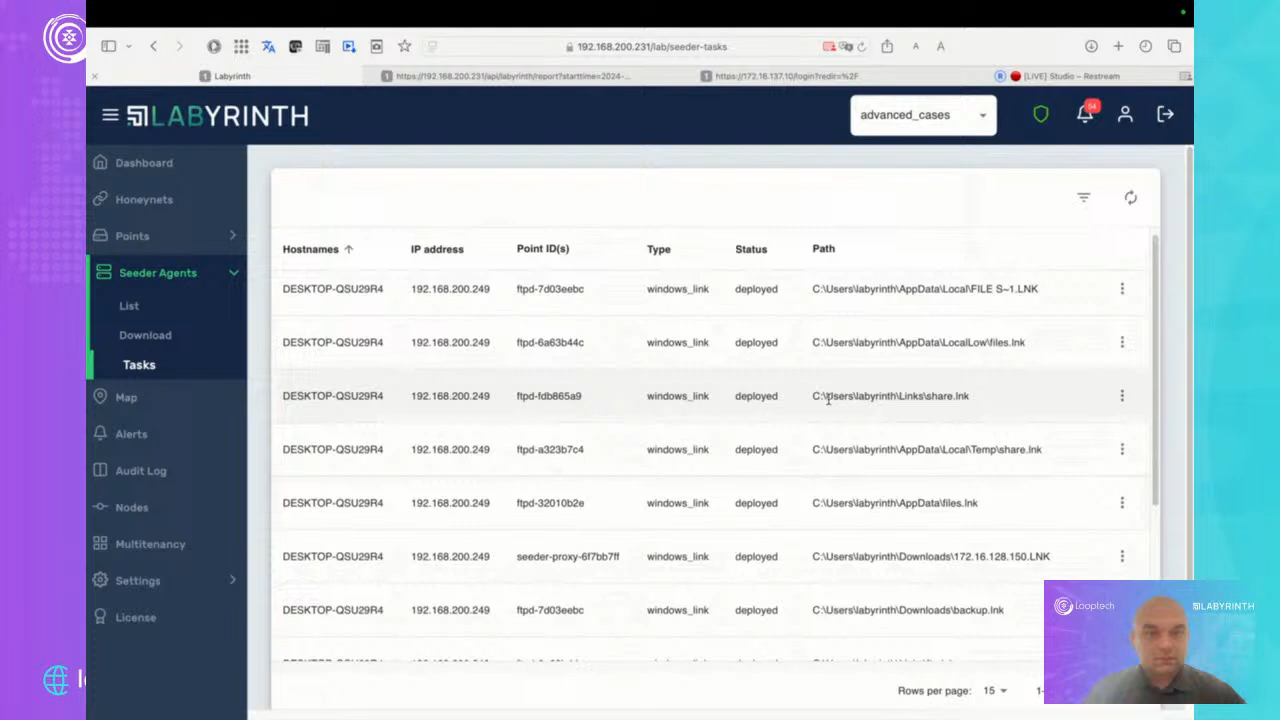 192.168.200.231/lab/seeder-tasks
A A
1 Labyrinth
1 https://192.168.200.231/api/labyrinth/report?starttime=2024-...
1 https://172.16.137.10/login?redir=%2F
R [LIVE] Studio – Restream
LABYRINTH
advanced_cases
64
Dashboard
Honeynets
Points
Seeder Agents
List
Download
Tasks
Map
Alerts
Audit Log
Nodes
Multitenancy
Settings
License
Hostnames IP address Point ID(s) Type Status Path
DESKTOP-QSU29R4 192.168.200.249 ftpd-7d03eebc windows_link deployed C:\Users\labyrinth\AppData\Local\FILE S~1.LNK
DESKTOP-QSU29R4 192.168.200.249 ftpd-6a63b44c windows_link deployed C:\Users\labyrinth\AppData\LocalLow\files.lnk
DESKTOP-QSU29R4 192.168.200.249 ftpd-fdb865a9 windows_link deployed C:\Users\labyrinth\Links\share.lnk
DESKTOP-QSU29R4 192.168.200.249 ftpd-a323b7c4 windows_link deployed C:\Users\labyrinth\AppData\Local\Temp\share.lnk
DESKTOP-QSU29R4 192.168.200.249 ftpd-32010b2e windows_link deployed C:\Users\labyrinth\AppData\files.lnk
DESKTOP-QSU29R4 192.168.200.249 seeder-proxy-6f7bb7ff windows_link deployed C:\Users\labyrinth\Downloads\172.16.128.150.LNK
DESKTOP-QSU29R4 192.168.200.249 ftpd-7d03eebc windows_link deployed C:\Users\labyrinth\Downloads\backup.lnk
Rows per page: 15 1-
Looptech LABYRINTH